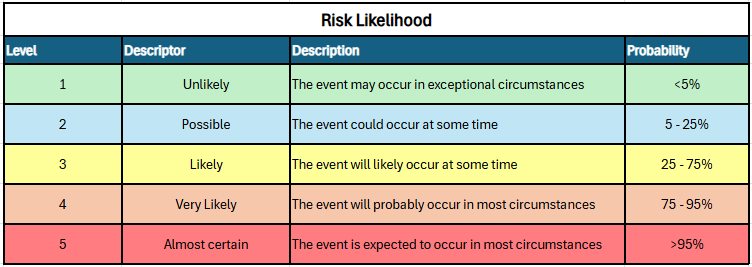 Risk Likelihood
Level Descriptor Description Probability
1 Unlikely The event may occur in exceptional circumstances <5%
2 Possible The event could occur at some time 5 - 25%
3 Likely The event will likely occur at some time 25 - 75%
4 Very Likely The event will probably occur in most circumstances 75 - 95%
5 Almost certain The event is expected to occur in most circumstances >95%